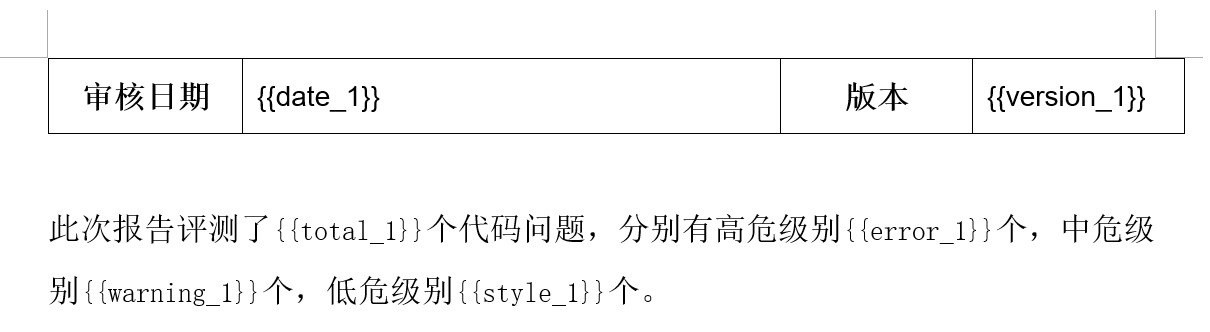 审核日期 {{date_1}} 版本 {{version_1}}
此次报告评测了{{total_1}}个代码问题，分别有高危级别{{error_1}}个，中危级
别{{warning_1}}个，低危级别{{style_1}}个。